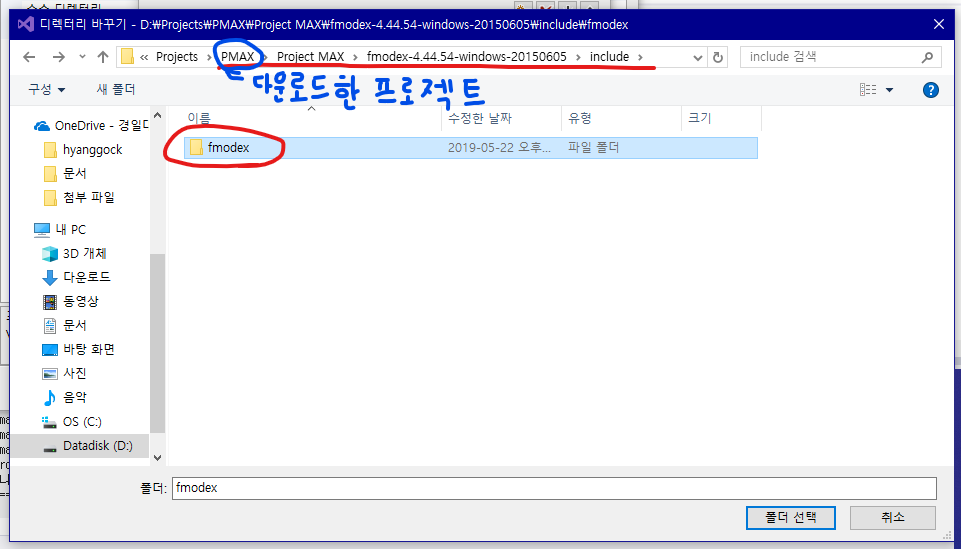 디렉터리 바꾸기 - D:₩Projects₩PMAX₩Project MAX₩fmodex-4.44.54-windows-20150605₩include₩fmodex
« Projects > PMAX > Project MAX > fmodex-4.44.54-windows-20150605 > include >
include 검색
다운로드한 프로젝트
구성
새 폴더
이름
수정한 날짜
유형
크기
fmodex
2019-05-22 오후...
파일 폴더
OneDrive - 경일
hyanggock
문서
첨부 파일
내 PC
3D 개체
다운로드
동영상
문서
바탕 화면
사진
음악
OS (C:)
Datadisk (D:)
폴더:
fmodex
폴더 선택
취소